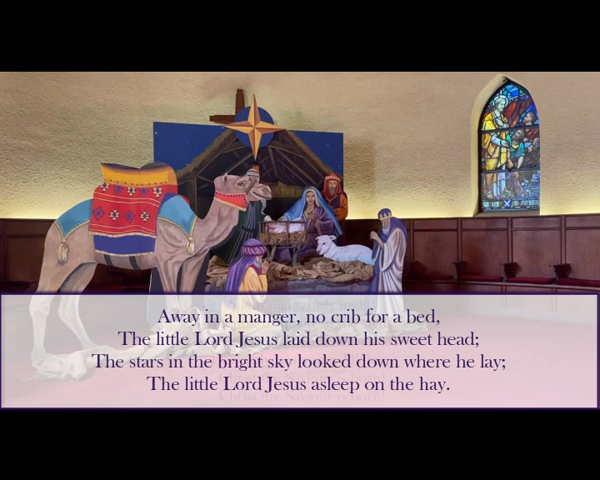 Away in a manger, no crib for a bed,
The little Lord Jesus laid down his sweet head;
The stars in the bright sky looked down where he lay;
The little Lord Jesus asleep on the hay.